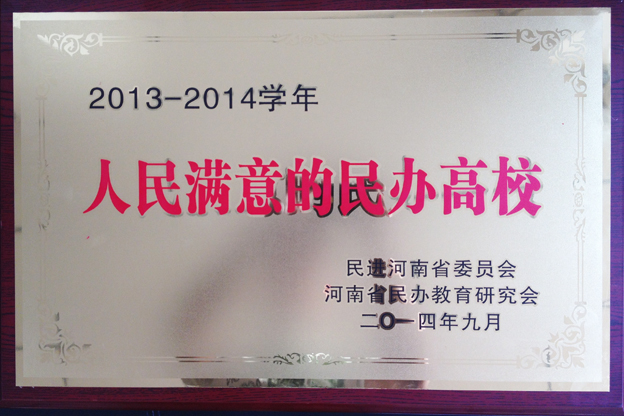 2013-2014学年
人民满意的民办高校
民进河南省委员会
河南省民办教育研究会
二〇一四年九月